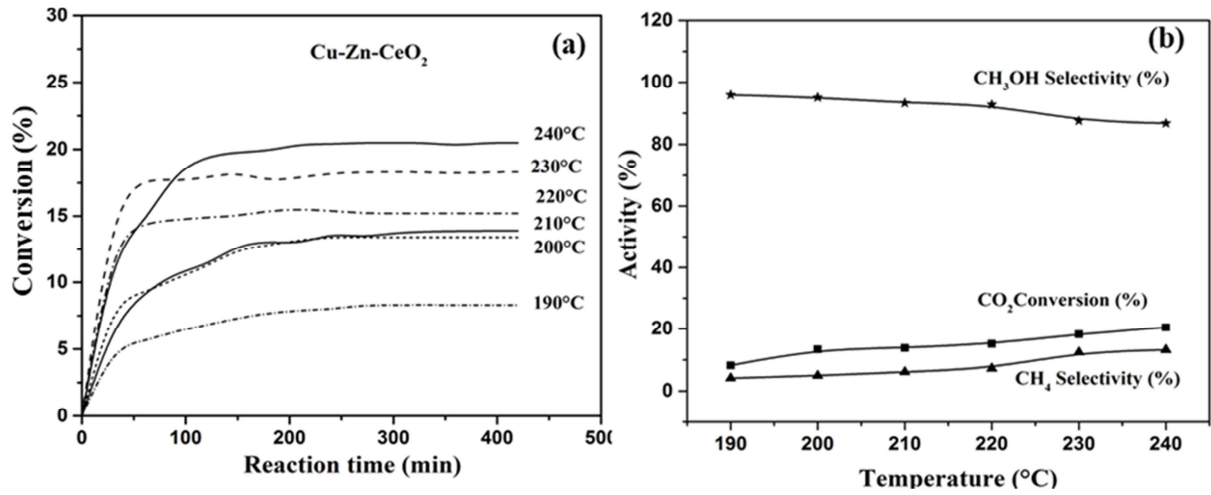 (a)
Cu-Zn-CeO₂
Conversion (%)
30
25
20
15
10
5
0
240°C
230°C
220°C
210°C
200°C
190°C
0 100 200 300 400 500
Reaction time (min)
(b)
Activity (%)
120
100
80
60
40
20
0
CH₃OH Selectivity (%)
CO₂Conversion (%)
CH₄ Selectivity (%)
190 200 210 220 230 240
Temperature (°C)